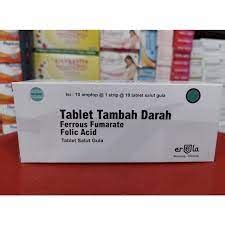 Isi : 10 amplop @ 1 strip @ 10 tablet salut gula
Tablet Tambah Darah
Ferrous Fumarate
Folic Acid
Tablet Salut Gula
erela